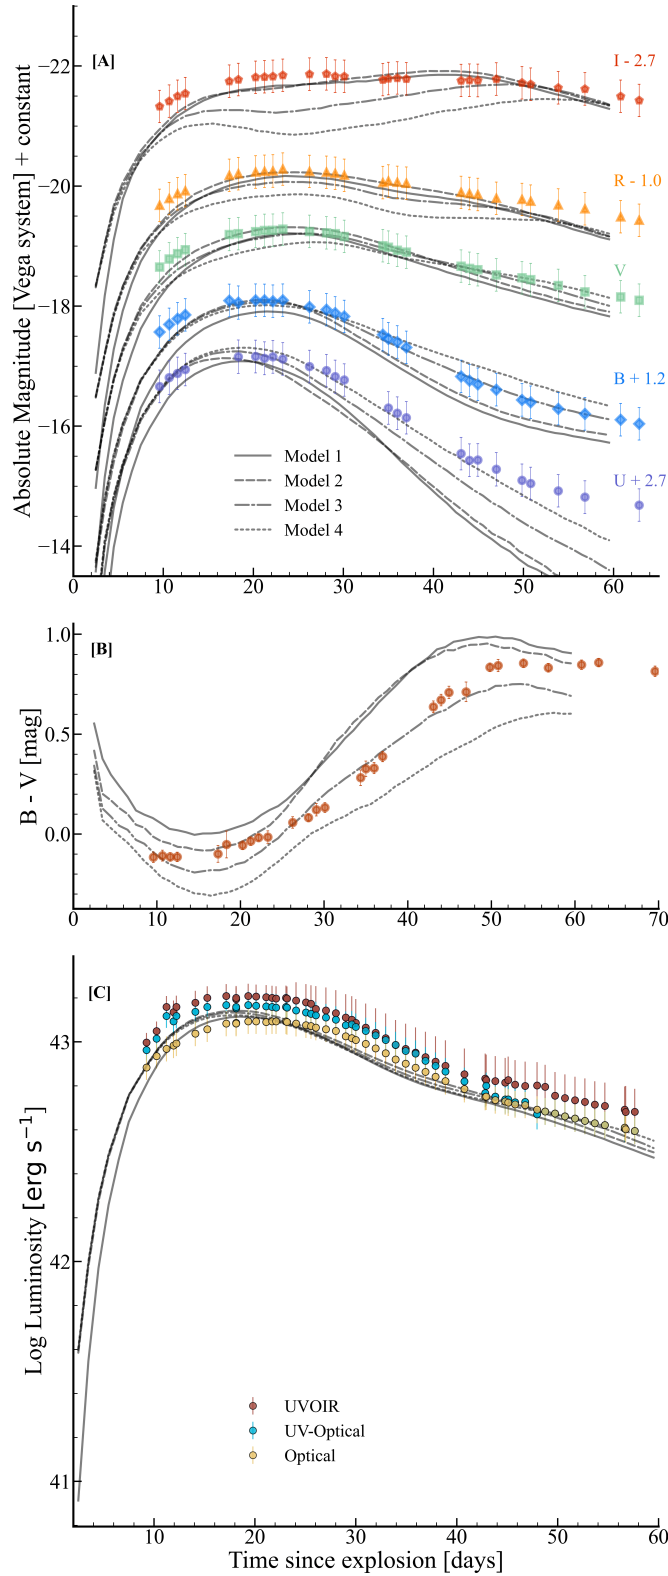 [A]
I - 2.7
R - 1.0
V
B + 1.2
U + 2.7
Absolute Magnitude [Vega system] + constant
−22
−20
−18
−16
−14
Model 1
Model 2
Model 3
Model 4
0 10 20 30 40 50 60
[B]
B - V [mag]
1.0
0.5
0.0
0 10 20 30 40 50 60 70
[C]
Log Luminosity [erg s⁻¹]
43
42
41
UVOIR
UV-Optical
Optical
10 20 30 40 50 60
Time since explosion [days]